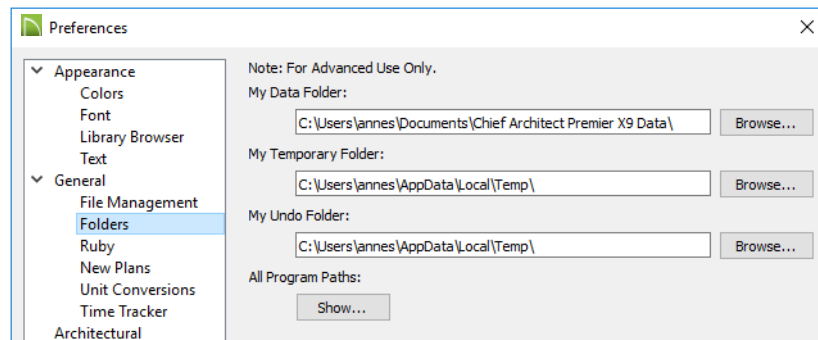 Preferences
Appearance
Colors
Font
Library Browser
Text
General
File Management
Folders
Ruby
New Plans
Unit Conversions
Time Tracker
Architectural
Note: For Advanced Use Only.
My Data Folder:
C:\Users\annes\Documents\Chief Architect Premier X9 Data\ Browse...
My Temporary Folder:
C:\Users\annes\AppData\Local\Temp\ Browse...
My Undo Folder:
C:\Users\annes\AppData\Local\Temp\ Browse...
All Program Paths:
Show...